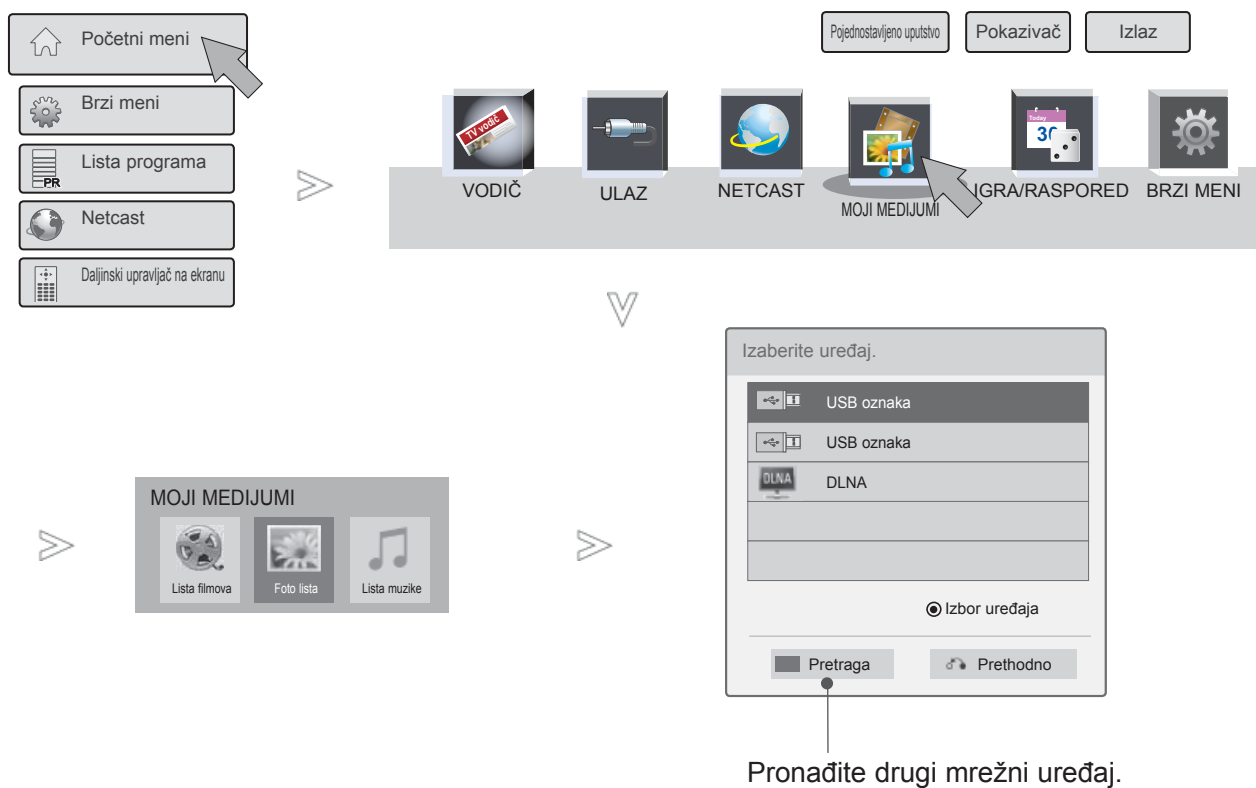 Početni meni
Brzi meni
Lista programa
PR
Netcast
Daljinski upravljač na ekranu
Pojednostavljeno uputstvo
Pokazivač
Izlaz
TV vodič
Today
30
VODIČ
ULAZ
NETCAST
MOJI MEDIJUMI
IGRA/RASPORED
BRZI MENI
MOJI MEDIJUMI
Lista filmova
Foto lista
Lista muzike
Izaberite uređaj.
USB oznaka
USB oznaka
DLNA
DLNA
Izbor uređaja
Pretraga
Prethodno
Pronađite drugi mrežni uređaj.